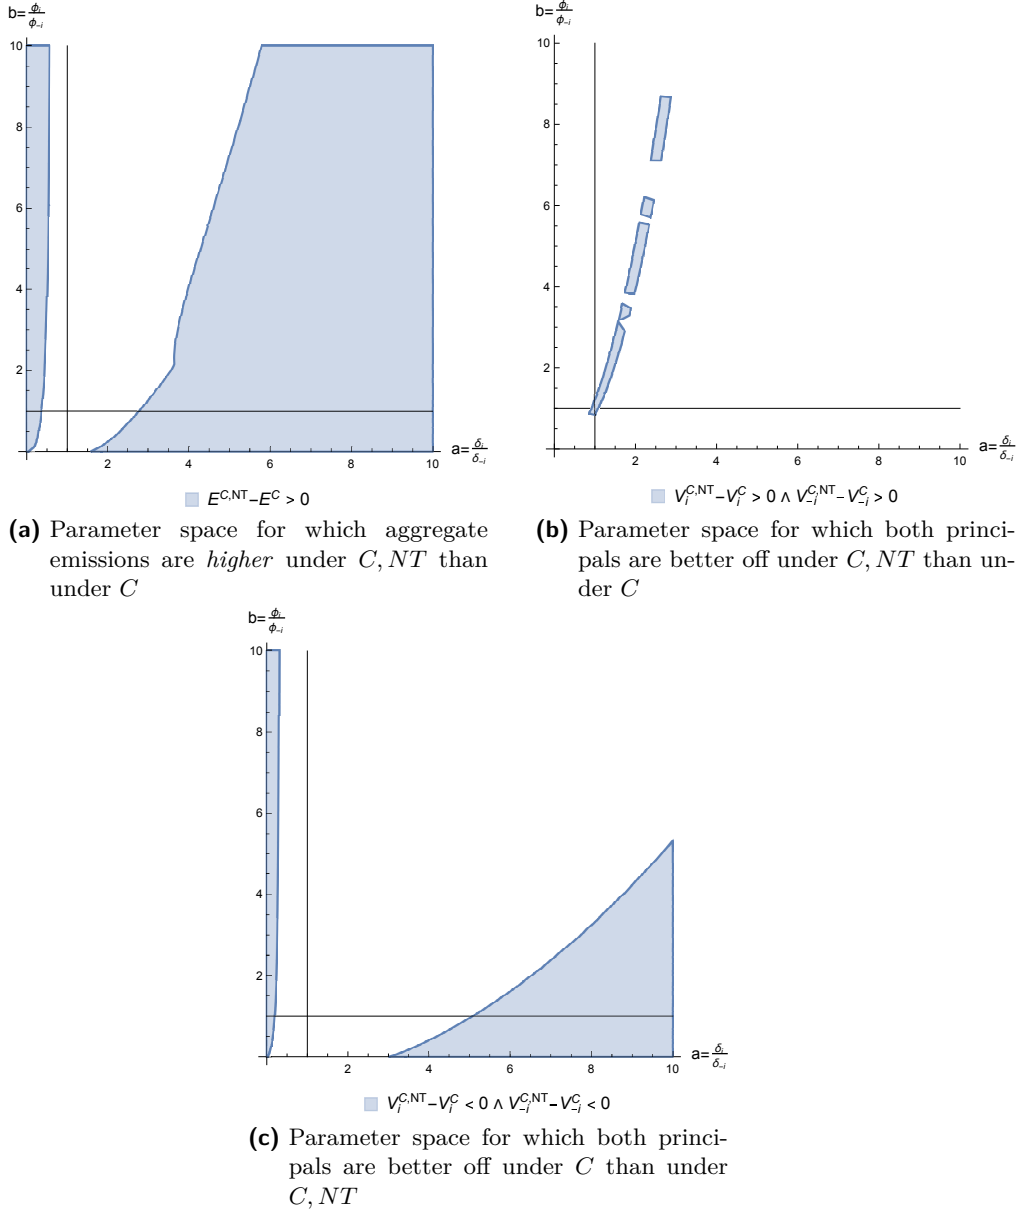 b=ϕᵢ/ϕ₋ᵢ
10
8
6
4
2
2 4 6 8 10
a=δᵢ/δ₋ᵢ
E^{C,NT}−E^C > 0
(a) Parameter space for which aggregate
emissions are higher under C, NT than
under C
b=ϕᵢ/ϕ₋ᵢ
10
8
6
4
2
2 4 6 8 10
a=δᵢ/δ₋ᵢ
V_i^{C,NT}−V_i^C > 0 ∧ V_{-i}^{C,NT}−V_{-i}^C > 0
(b) Parameter space for which both princi-
pals are better off under C, NT than un-
der C
b=ϕᵢ/ϕ₋ᵢ
10
8
6
4
2
2 4 6 8 10
a=δᵢ/δ₋ᵢ
V_i^{C,NT}−V_i^C < 0 ∧ V_{-i}^{C,NT}−V_{-i}^C < 0
(c) Parameter space for which both princi-
pals are better off under C than under
C, NT